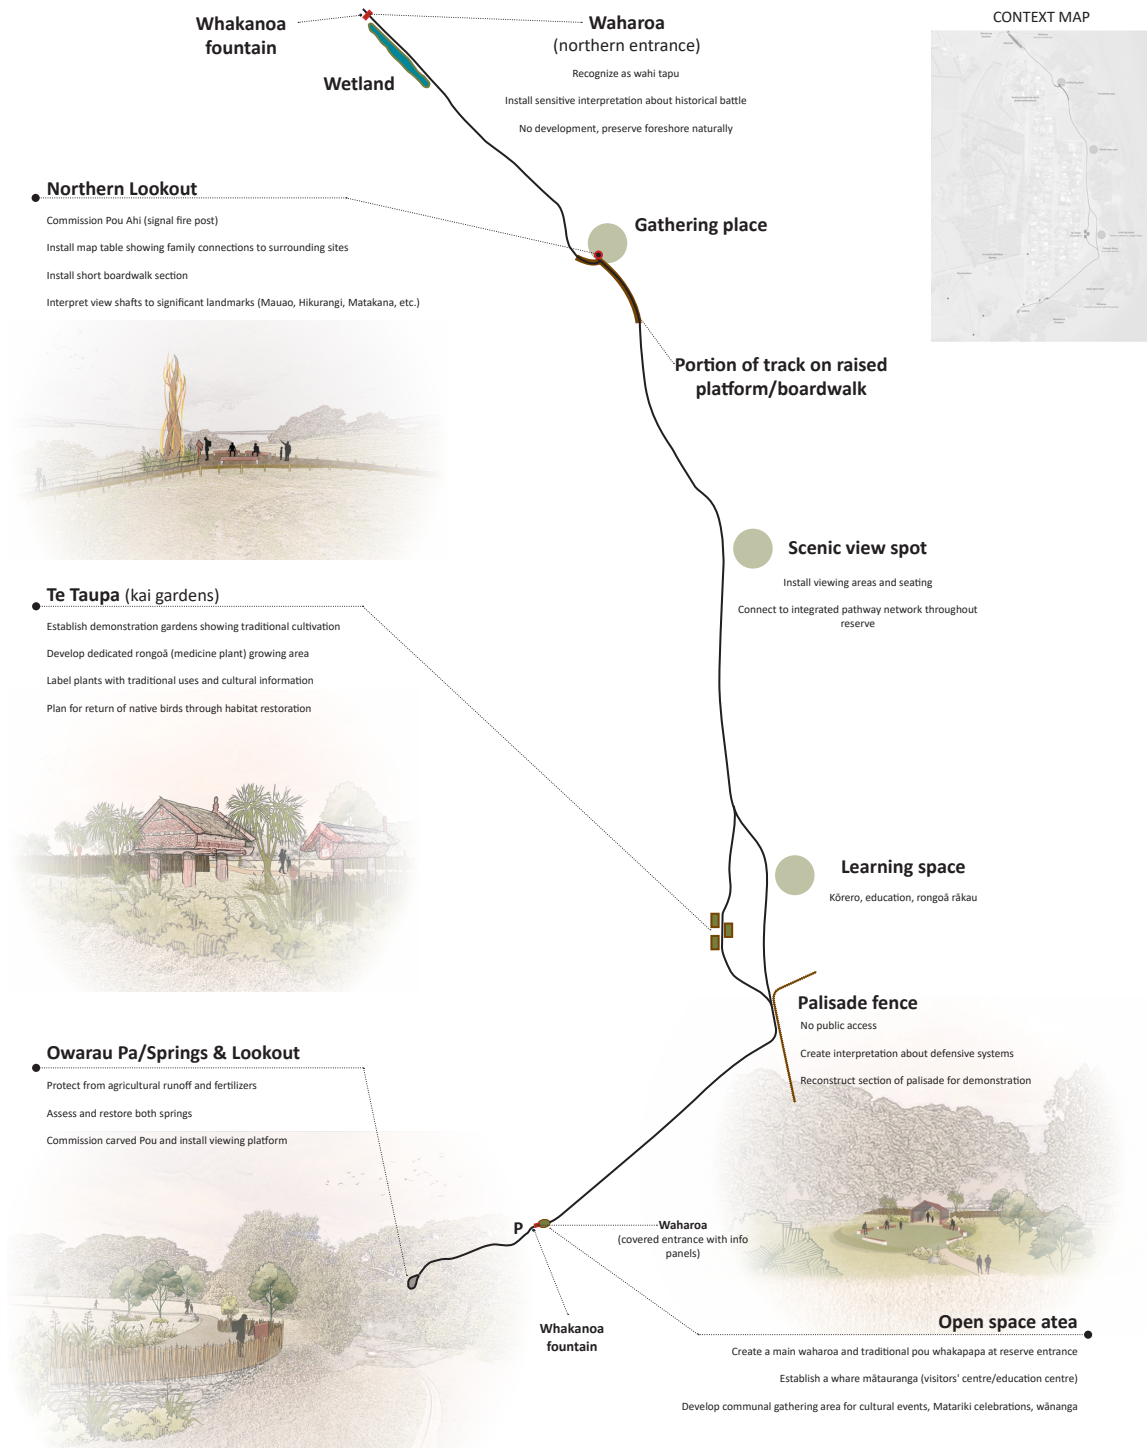 CONTEXT MAP
Whakanoa
fountain
Waharoa
(northern entrance)
Wetland
Recognize as wahi tapu
Install sensitive interpretation about historical battle
No development, preserve foreshore naturally
Northern Lookout
Commission Pou Ahi (signal fire post)
Install map table showing family connections to surrounding sites
Install short boardwalk section
Interpret view shafts to significant landmarks (Mauao, Hikurangi, Matakana, etc.)
Gathering place
Portion of track on raised
platform/boardwalk
Scenic view spot
Install viewing areas and seating
Connect to integrated pathway network throughout
reserve
Te Taupa (kai gardens)
Establish demonstration gardens showing traditional cultivation
Develop dedicated rongoā (medicine plant) growing area
Label plants with traditional uses and cultural information
Plan for return of native birds through habitat restoration
Learning space
Kōrero, education, rongoā rākau
Palisade fence
No public access
Create interpretation about defensive systems
Reconstruct section of palisade for demonstration
Owarau Pa/Springs & Lookout
Protect from agricultural runoff and fertilizers
Assess and restore both springs
Commission carved Pou and install viewing platform
P
Waharoa
(covered entrance with info
panels)
Whakanoa
fountain
Open space atea
Create a main waharoa and traditional pou whakapapa at reserve entrance
Establish a whare mātauranga (visitors' centre/education centre)
Develop communal gathering area for cultural events, Matariki celebrations, wānanga